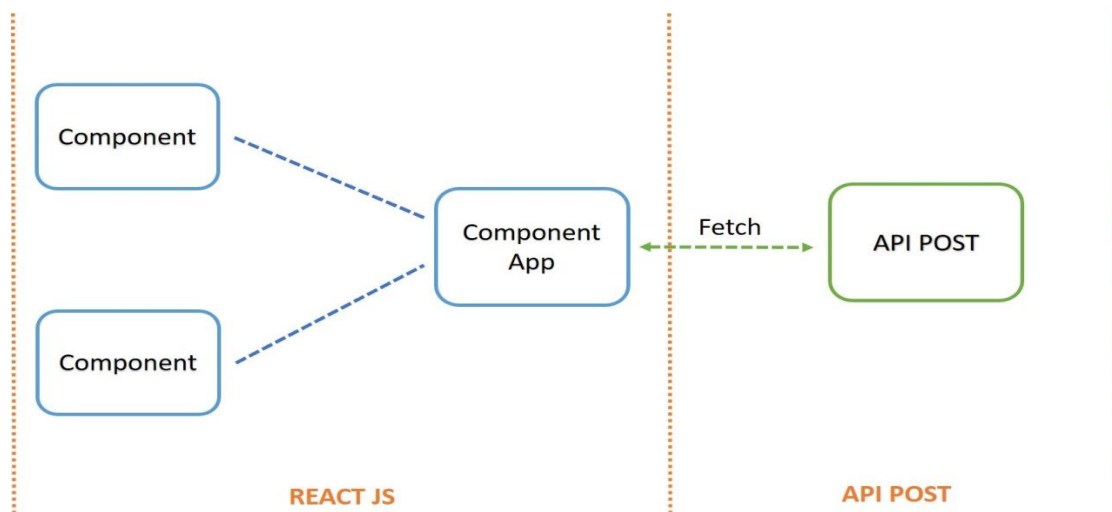 Component
Component
App
Fetch
API POST
Component
REACT JS
API POST